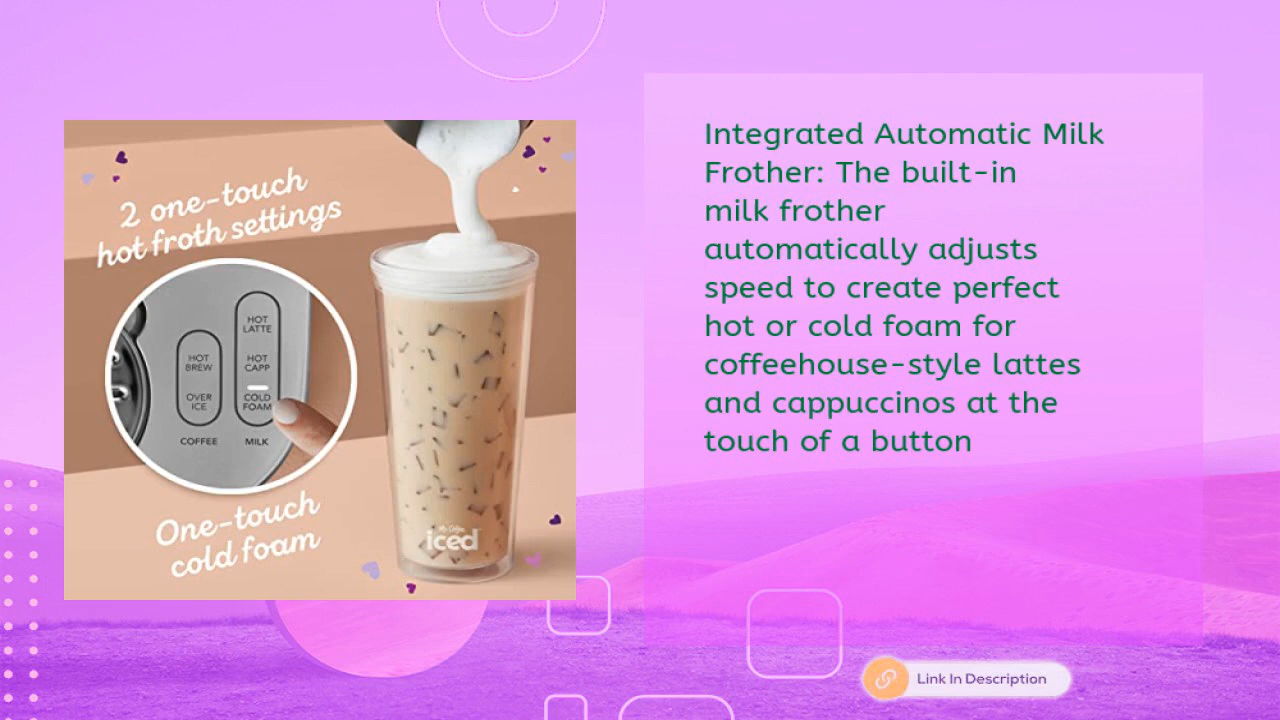 2 one-touch
hot froth settings
HOT
LATTE
HOT
BREW
HOT
CAPP
OVER
ICE
COLD
FOAM
COFFEE
MILK
One-touch
cold foam
Mr. Coffee
iced
Integrated Automatic Milk
Frother: The built-in
milk frother
automatically adjusts
speed to create perfect
hot or cold foam for
coffeehouse-style lattes
and cappuccinos at the
touch of a button
Link In Description